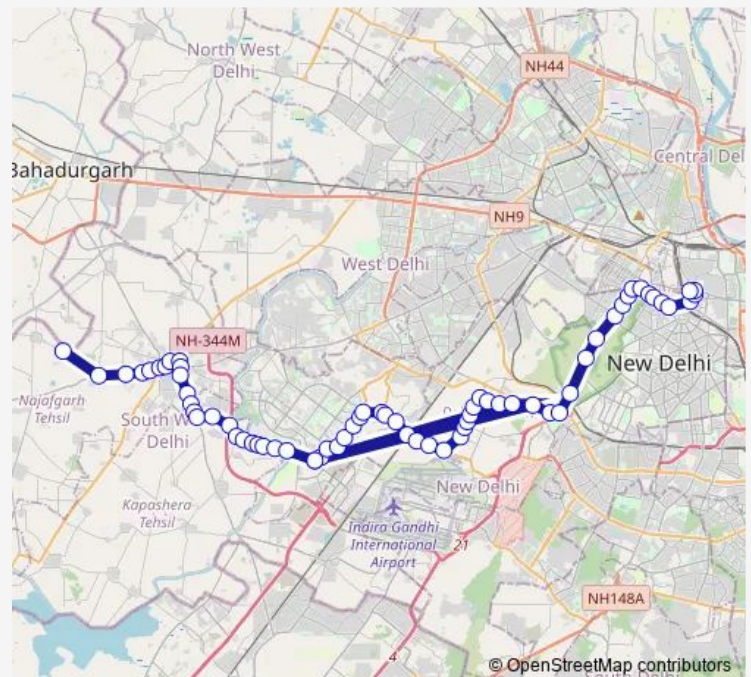 North West
Delhi
NH44
Bahadurgarh
Central Del
NH9
West Delhi
NH-344M
New Delhi
Najafgarh
Tehsil
South W
Delhi
New Delhi
Kapashera
Tehsil
Indira Gandhi
International
Airport
21
NH148A
4
© OpenStreetMap contributors